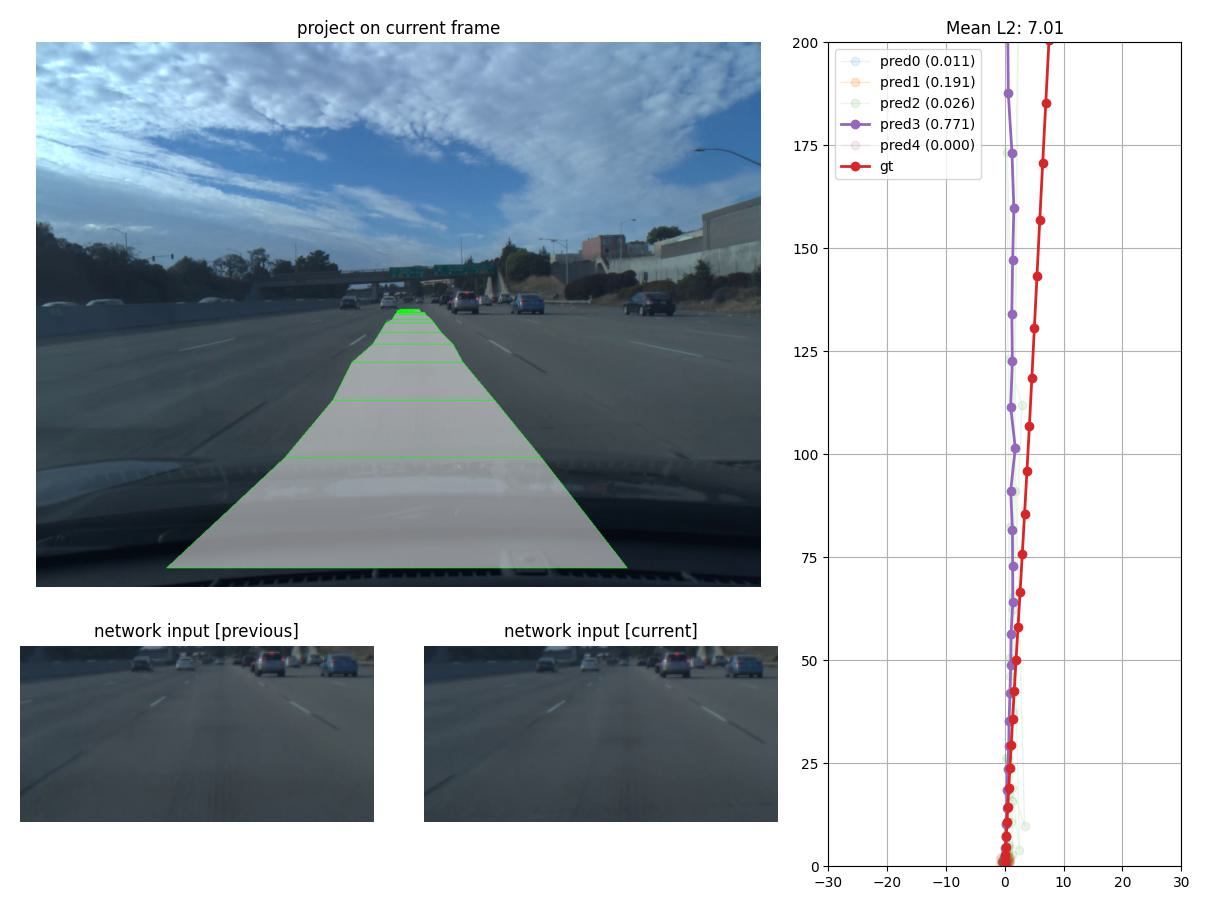 project on current frame
Mean L2: 7.01
200
175
150
125
100
75
50
25
0
−30
−20
−10
0
10
20
30
pred0 (0.011)
pred1 (0.191)
pred2 (0.026)
pred3 (0.771)
pred4 (0.000)
gt
network input [previous]
network input [current]